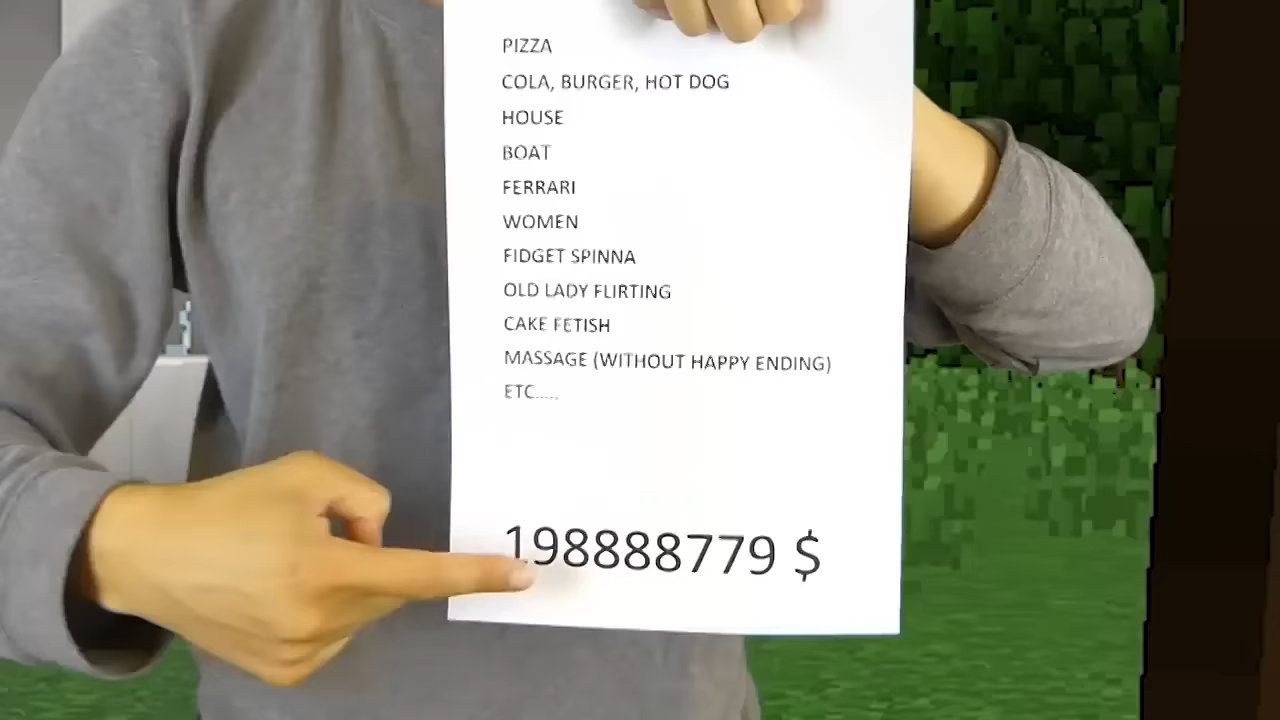 PIZZA
COLA, BURGER, HOT DOG
HOUSE
BOAT
FERRARI
WOMEN
FIDGET SPINNA
OLD LADY FLIRTING
CAKE FETISH
MASSAGE (WITHOUT HAPPY ENDING)
ETC.....
198888779 $